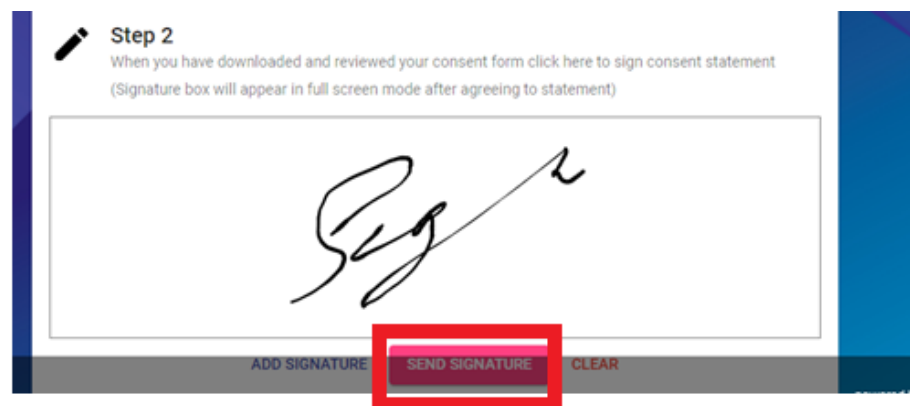 Step 2
When you have downloaded and reviewed your consent form click here to sign consent statement
(Signature box will appear in full screen mode after agreeing to statement)
ADD SIGNATURE SEND SIGNATURE CLEAR